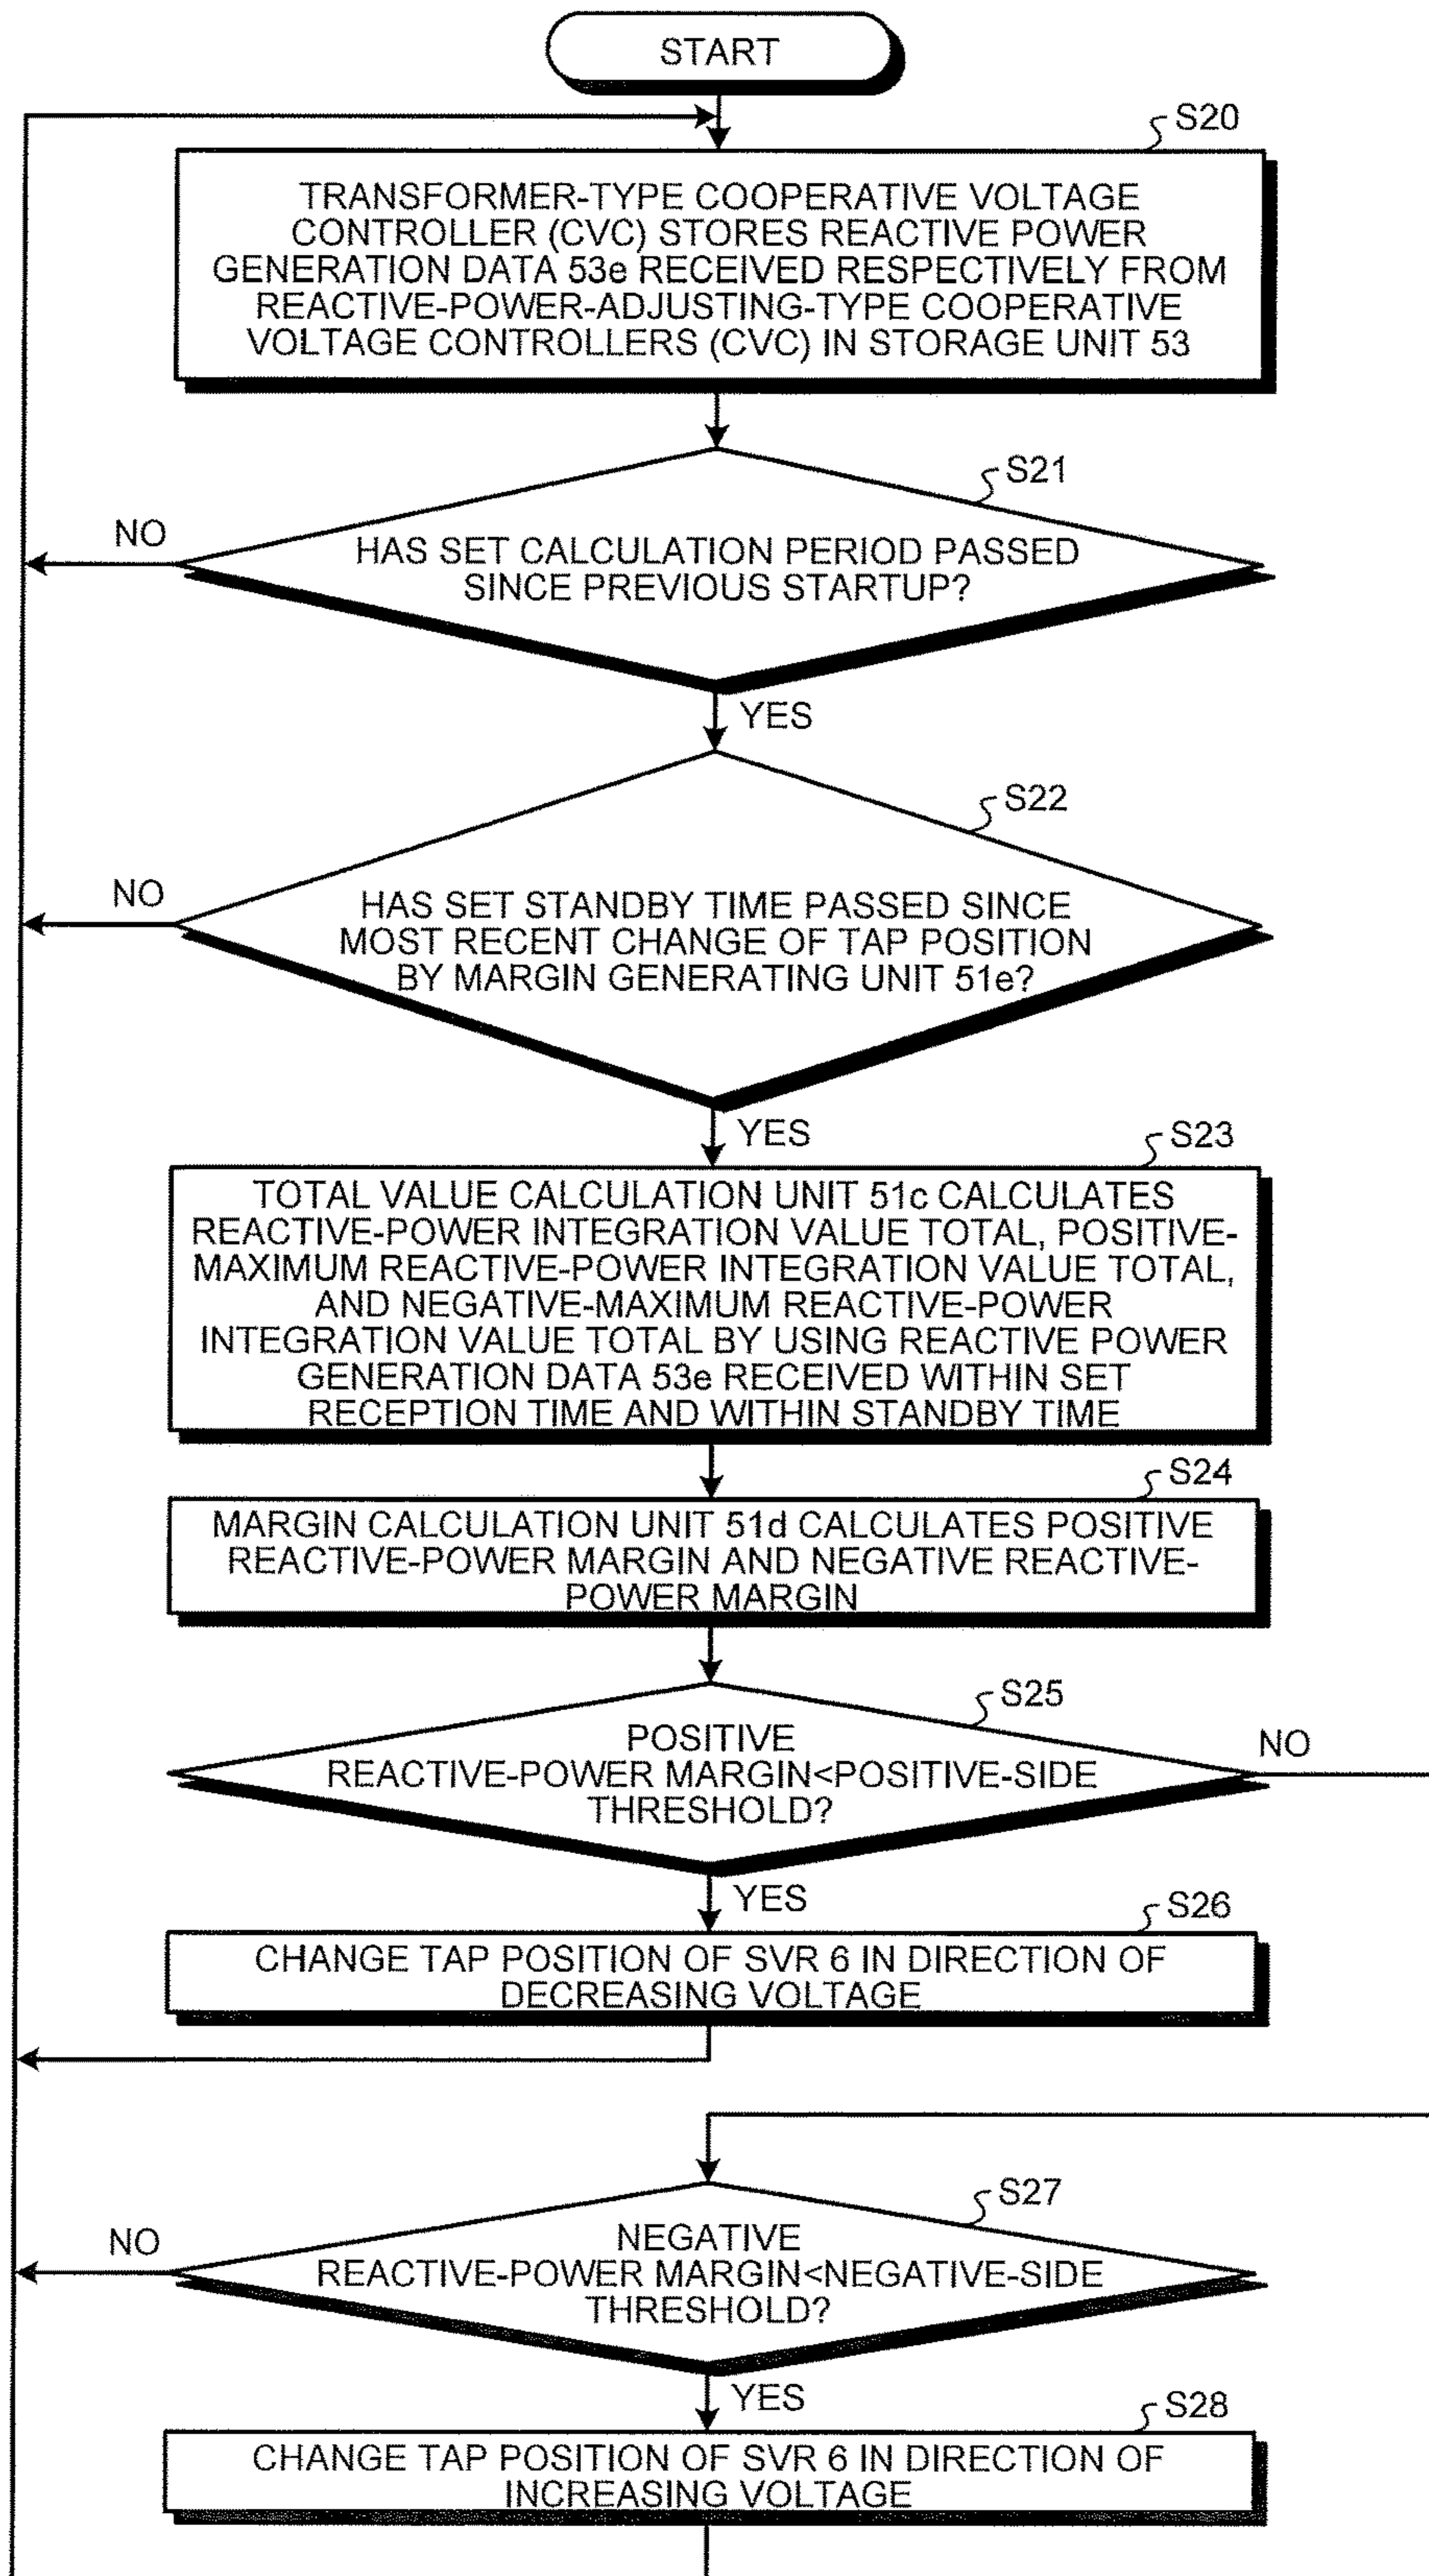 START
S20
TRANSFORMER-TYPE COOPERATIVE VOLTAGE
CONTROLLER (CVC) STORES REACTIVE POWER
GENERATION DATA 53e RECEIVED RESPECTIVELY FROM
REACTIVE-POWER-ADJUSTING-TYPE COOPERATIVE
VOLTAGE CONTROLLERS (CVC) IN STORAGE UNIT 53
S21
NO
HAS SET CALCULATION PERIOD PASSED
SINCE PREVIOUS STARTUP?
YES
S22
NO
HAS SET STANDBY TIME PASSED SINCE
MOST RECENT CHANGE OF TAP POSITION
BY MARGIN GENERATING UNIT 51e?
YES
S23
TOTAL VALUE CALCULATION UNIT 51c CALCULATES
REACTIVE-POWER INTEGRATION VALUE TOTAL, POSITIVE-
MAXIMUM REACTIVE-POWER INTEGRATION VALUE TOTAL,
AND NEGATIVE-MAXIMUM REACTIVE-POWER
INTEGRATION VALUE TOTAL BY USING REACTIVE POWER
GENERATION DATA 53e RECEIVED WITHIN SET
RECEPTION TIME AND WITHIN STANDBY TIME
S24
MARGIN CALCULATION UNIT 51d CALCULATES POSITIVE
REACTIVE-POWER MARGIN AND NEGATIVE REACTIVE-
POWER MARGIN
S25
POSITIVE
REACTIVE-POWER MARGIN<POSITIVE-SIDE
THRESHOLD?
NO
YES
S26
CHANGE TAP POSITION OF SVR 6 IN DIRECTION OF
DECREASING VOLTAGE
S27
NO
NEGATIVE
REACTIVE-POWER MARGIN<NEGATIVE-SIDE
THRESHOLD?
YES
S28
CHANGE TAP POSITION OF SVR 6 IN DIRECTION OF
INCREASING VOLTAGE